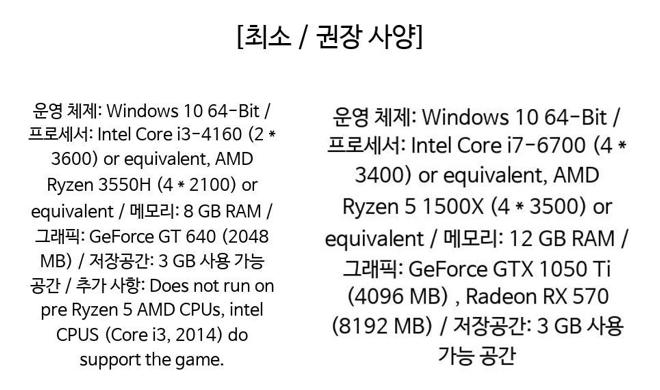 [최소 / 권장 사양]
운영 체제: Windows 10 64-Bit /
프로세서: Intel Core i3-4160 (2 *
3600) or equivalent, AMD
Ryzen 3550H (4 * 2100) or
equivalent / 메모리: 8 GB RAM /
그래픽: GeForce GT 640 (2048
MB) / 저장공간: 3 GB 사용 가능
공간 / 추가 사항: Does not run on
pre Ryzen 5 AMD CPUs, intel
CPUS (Core i3, 2014) do
support the game.
운영 체제: Windows 10 64-Bit /
프로세서: Intel Core i7-6700 (4 *
3400) or equivalent, AMD
Ryzen 5 1500X (4 * 3500) or
equivalent / 메모리: 12 GB RAM /
그래픽: GeForce GTX 1050 Ti
(4096 MB) , Radeon RX 570
(8192 MB) / 저장공간: 3 GB 사용
가능 공간